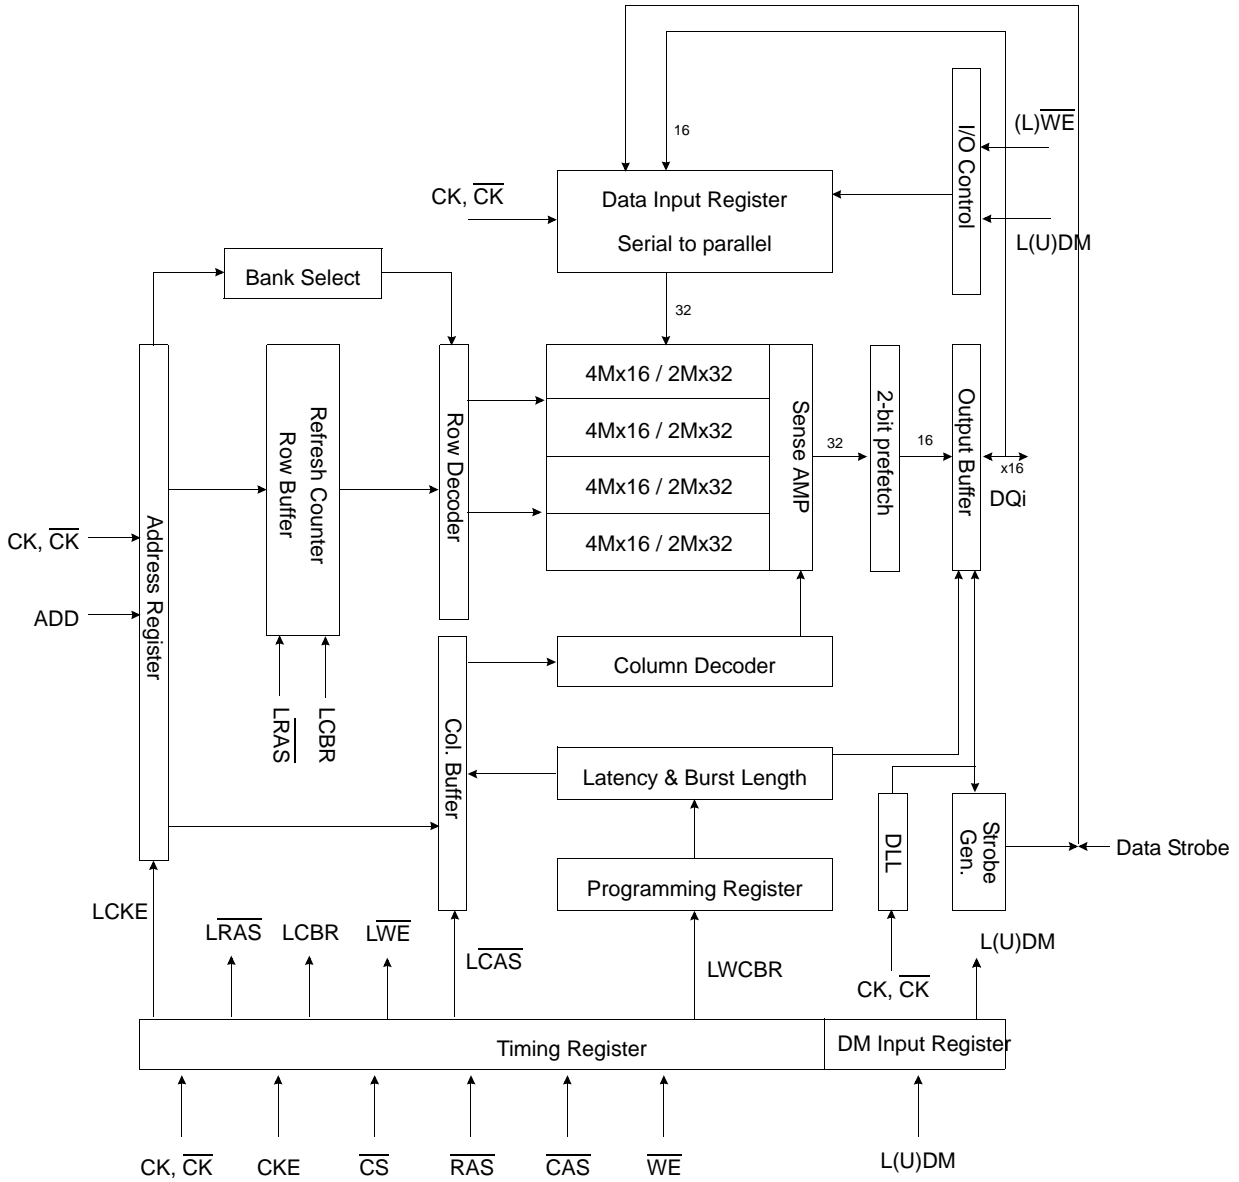 16
(L)WE
I/O Control
CK, CK
Data Input Register
Serial to parallel
L(U)DM
Bank Select
32
4Mx16 / 2Mx32
4Mx16 / 2Mx32
4Mx16 / 2Mx32
4Mx16 / 2Mx32
Sense AMP
32
2-bit prefetch
16
Output Buffer
x16
DQi
Refresh Counter
Row Buffer
Row Decoder
Address Register
CK, CK
ADD
LRAS
LCBR
Col. Buffer
Column Decoder
Latency & Burst Length
Programming Register
DLL
Strobe
Gen.
Data Strobe
LCKE
LRAS
LCBR
LWE
LCAS
LWCBR
CK, CK
L(U)DM
Timing Register
DM Input Register
CK, CK
CKE
CS
RAS
CAS
WE
L(U)DM